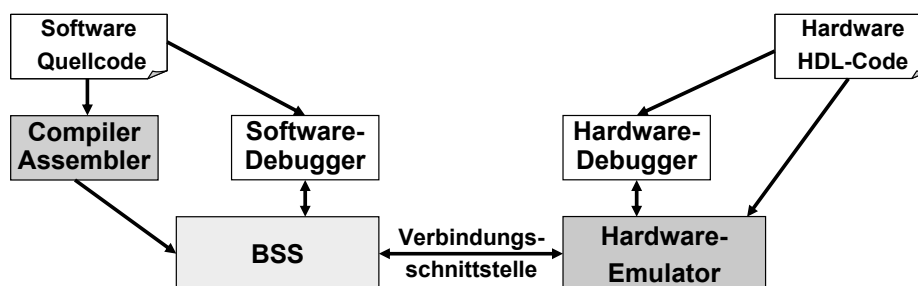 Software
Quellcode
Hardware
HDL-Code
Compiler
Assembler
Software-
Debugger
Hardware-
Debugger
BSS
Verbindungs-
schnittstelle
Hardware-
Emulator